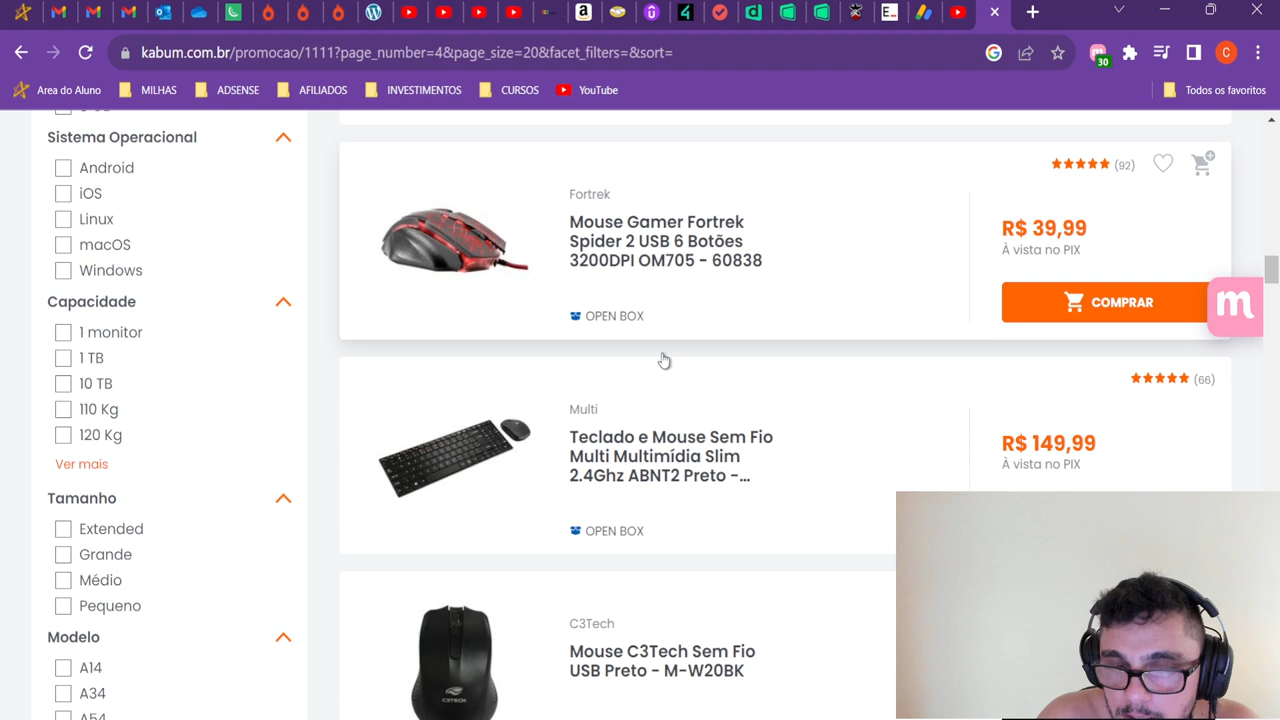 kabum.com.br/promocao/1111?page_number=4&page_size=20&facet_filters=&sort=
30
C
Area do Aluno
MILHAS
ADSENSE
AFILIADOS
INVESTIMENTOS
CURSOS
YouTube
Todos os favoritos
Sistema Operacional
Android
iOS
Linux
macOS
Windows
Capacidade
1 monitor
1 TB
10 TB
110 Kg
120 Kg
Ver mais
Tamanho
Extended
Grande
Médio
Pequeno
Modelo
A14
A34
(92)
Fortrek
Mouse Gamer Fortrek
Spider 2 USB 6 Botões
3200DPI OM705 - 60838
OPEN BOX
R$ 39,99
À vista no PIX
COMPRAR
m
(66)
Multi
Teclado e Mouse Sem Fio
Multi Multimídia Slim
2.4Ghz ABNT2 Preto -...
OPEN BOX
R$ 149,99
À vista no PIX
C3Tech
Mouse C3Tech Sem Fio
USB Preto - M-W20BK
C3TECH